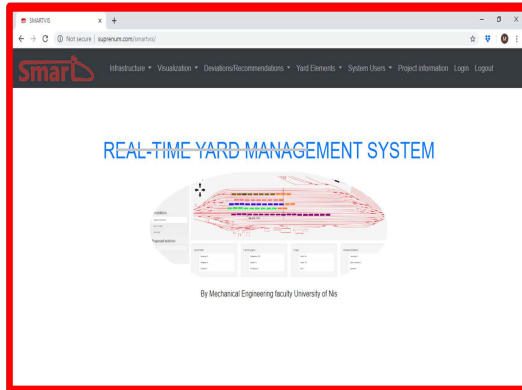 SMARTVIS
Not secure | suprenum.com/smartvis/
Smart
Infrastructure Visualization Deviations/Recommendations Yard Elements System Users Project information Login Logout
REAL-TIME YARD MANAGEMENT SYSTEM
By Mechanical Engineering faculty University of Nis